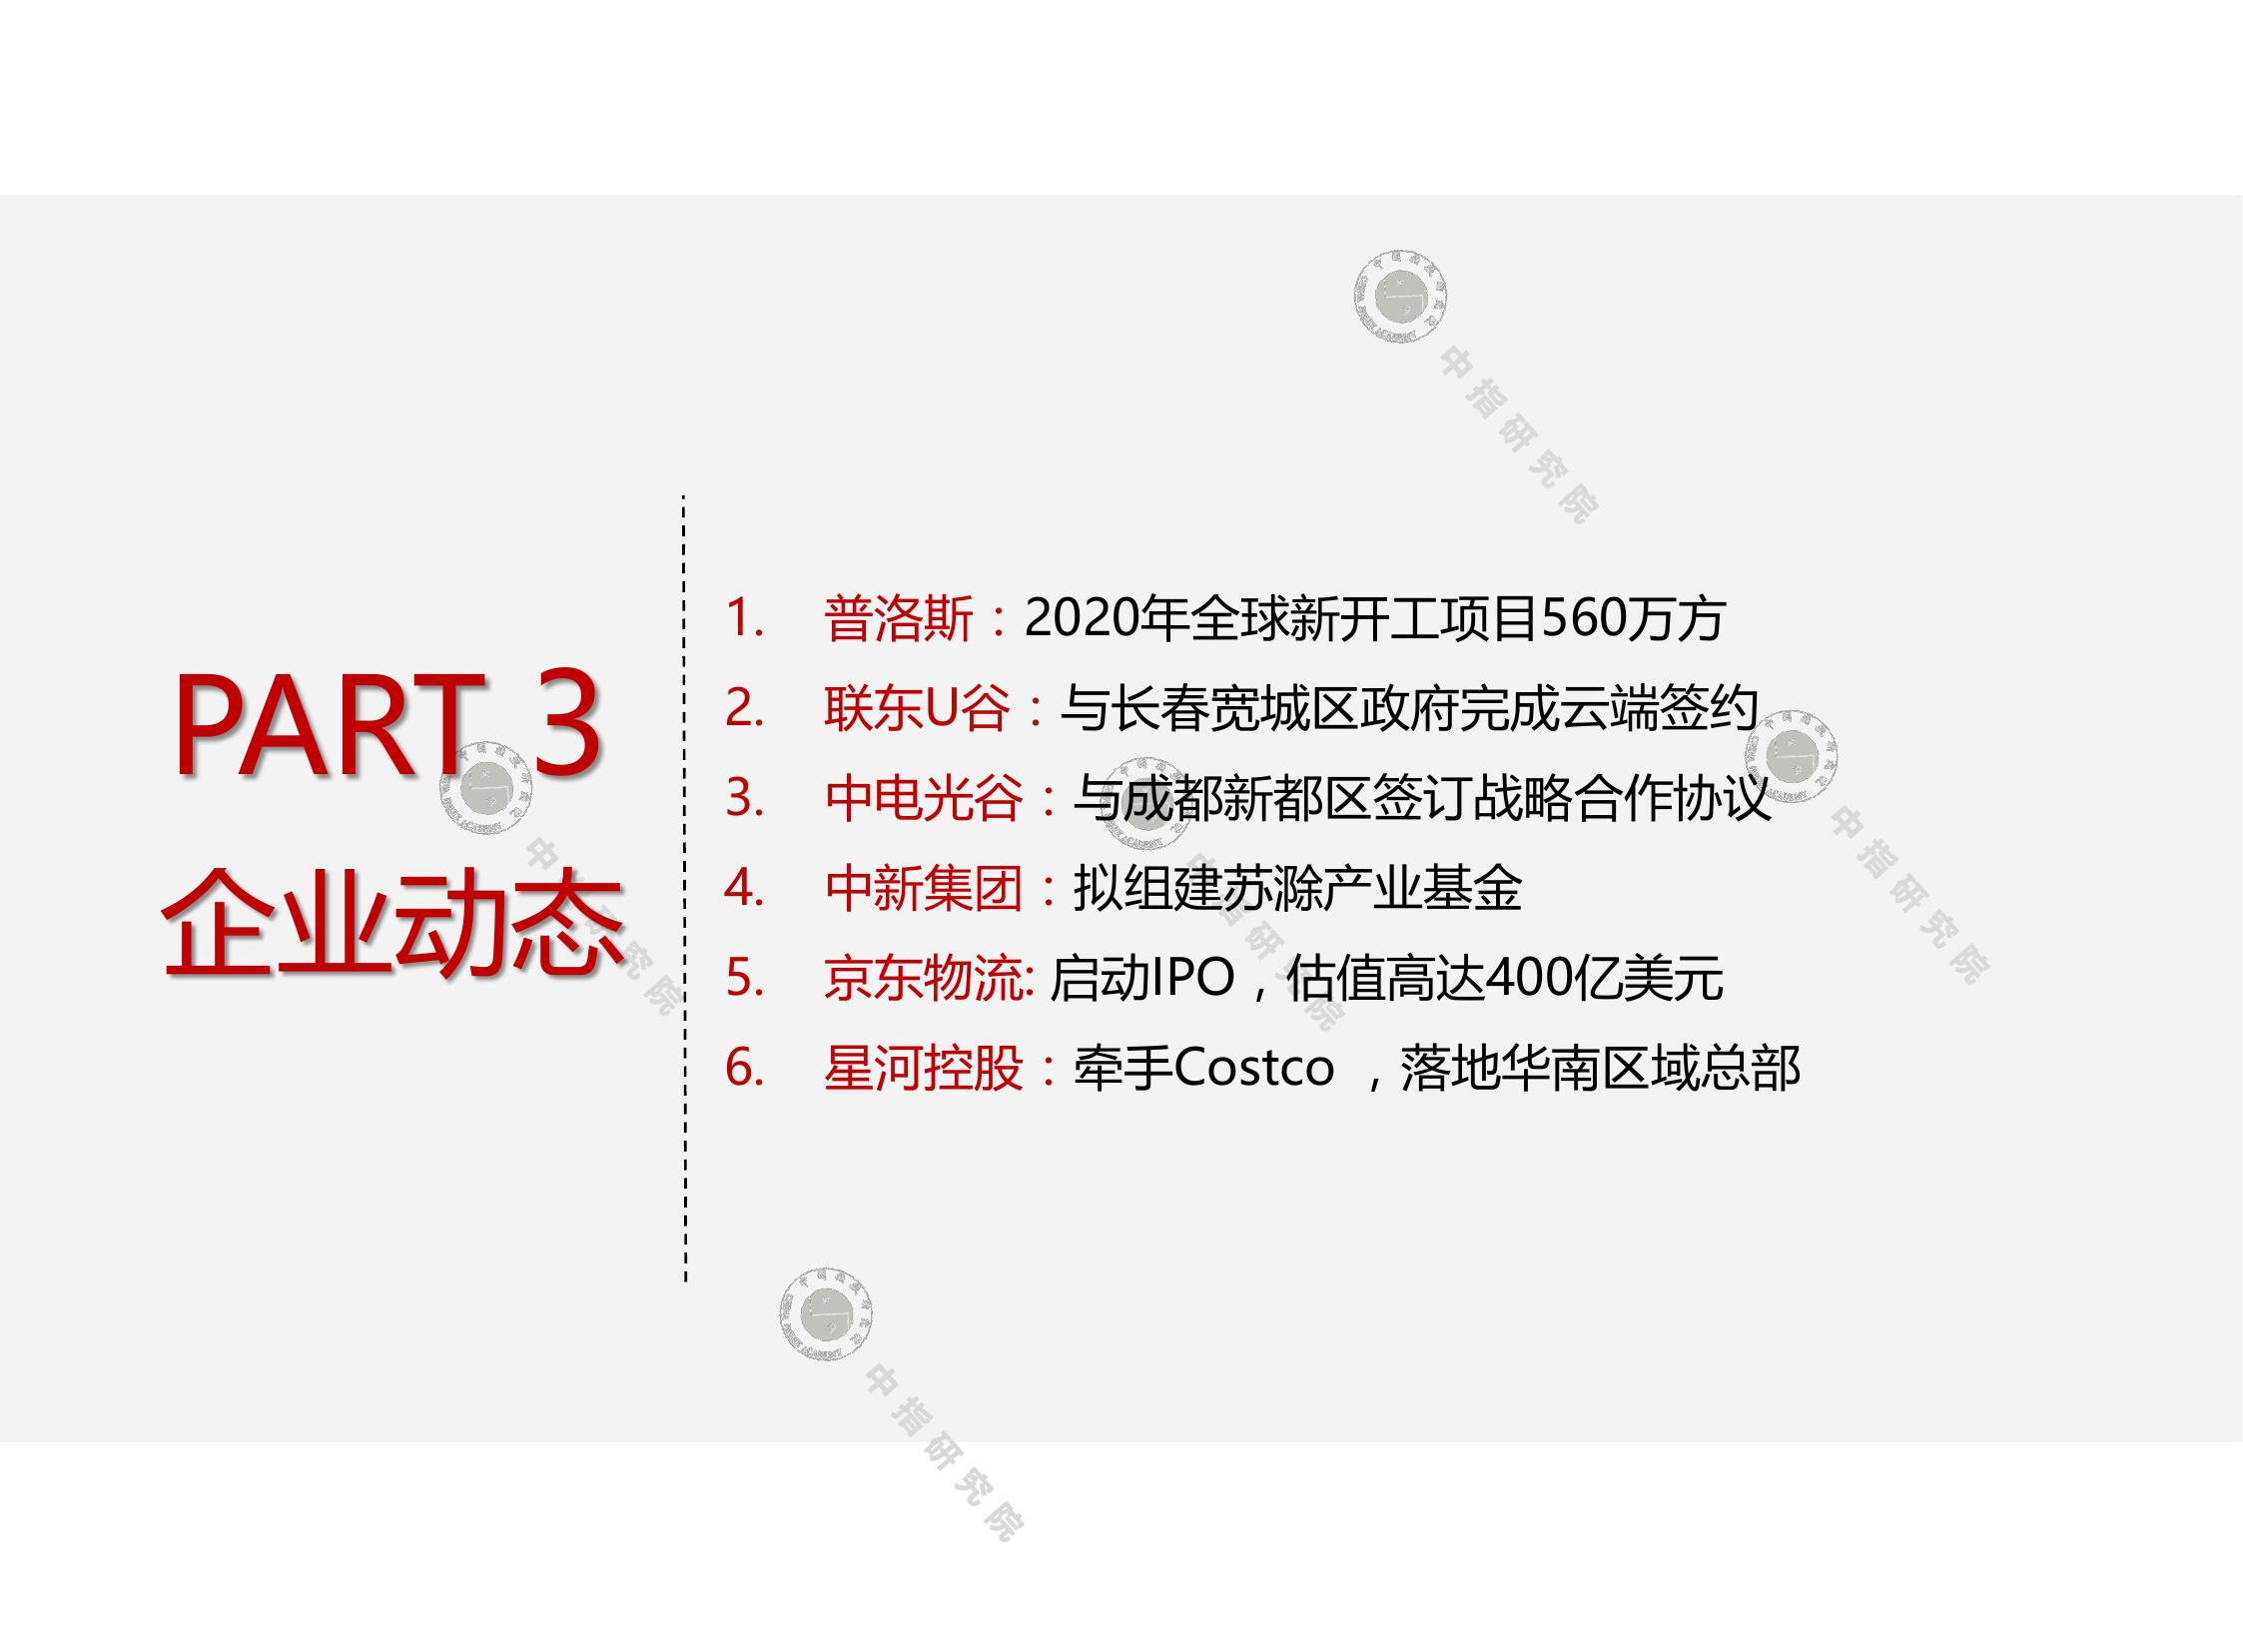 PART 3
企业动态
1. 普洛斯：2020年全球新开工项目560万方
2. 联东U谷：与长春宽城区政府完成云端签约
3. 中电光谷：与成都新都区签订战略合作协议
4. 中新集团：拟组建苏滁产业基金
5. 京东物流: 启动IPO，估值高达400亿美元
6. 星河控股：牵手Costco ，落地华南区域总部
中指研究院
中指研究院
中指研究院
中指研究院
中指研究院